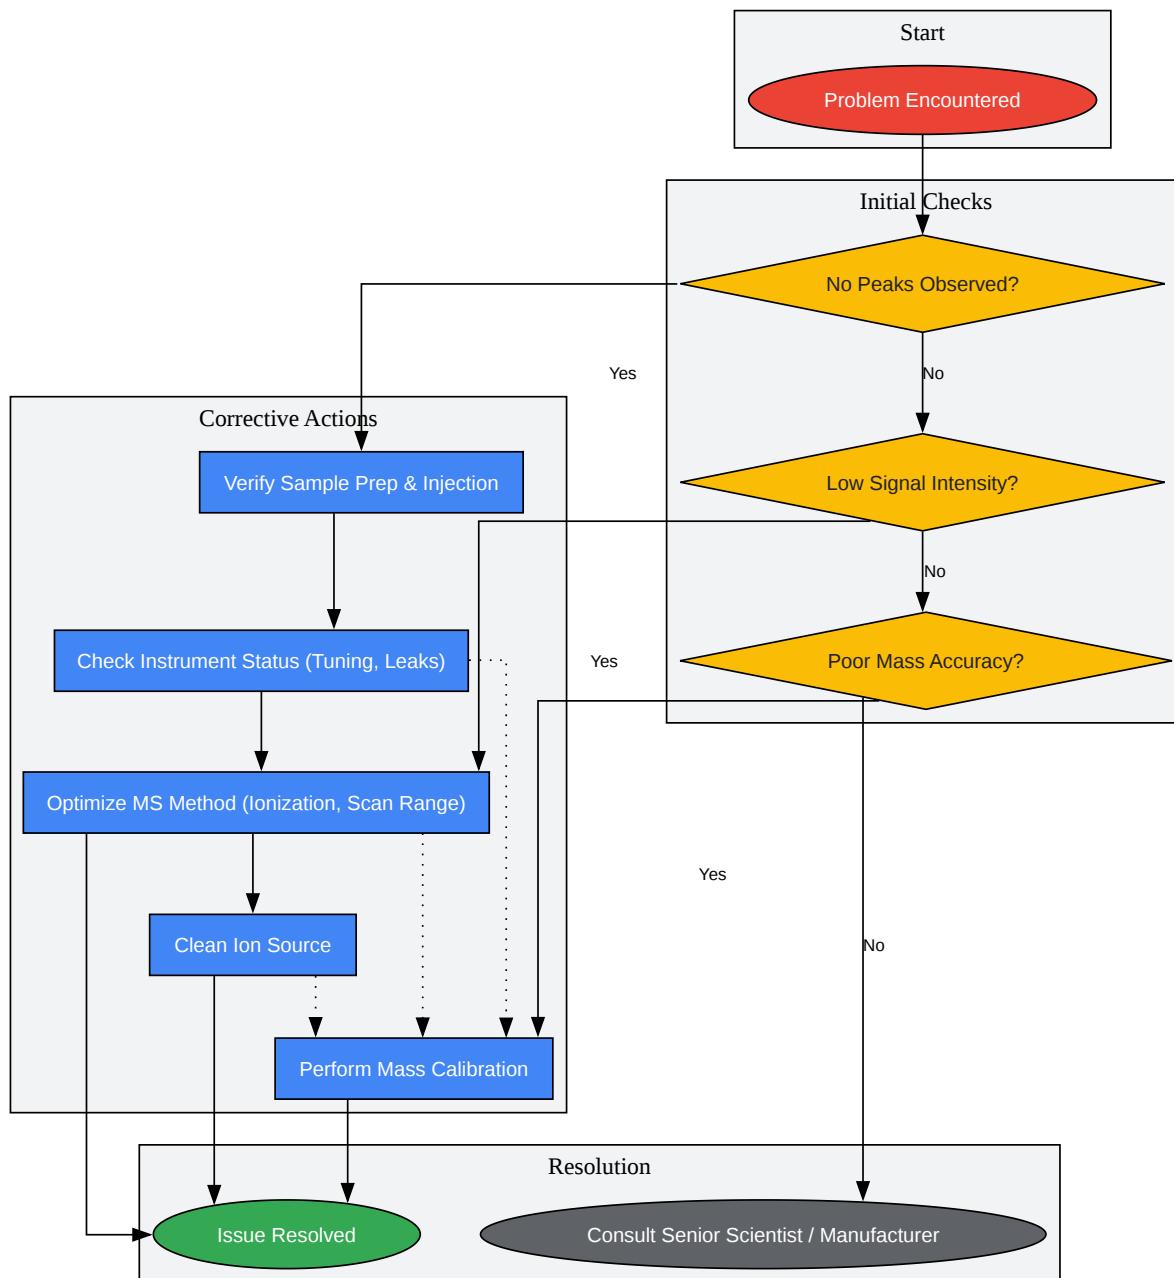 Start
Problem Encountered
Initial Checks
No Peaks Observed?
Yes
No
Corrective Actions
Verify Sample Prep & Injection
Low Signal Intensity?
No
Check Instrument Status (Tuning, Leaks)
Yes
Poor Mass Accuracy?
Optimize MS Method (Ionization, Scan Range)
Yes
Clean Ion Source
No
Perform Mass Calibration
Resolution
Issue Resolved
Consult Senior Scientist / Manufacturer